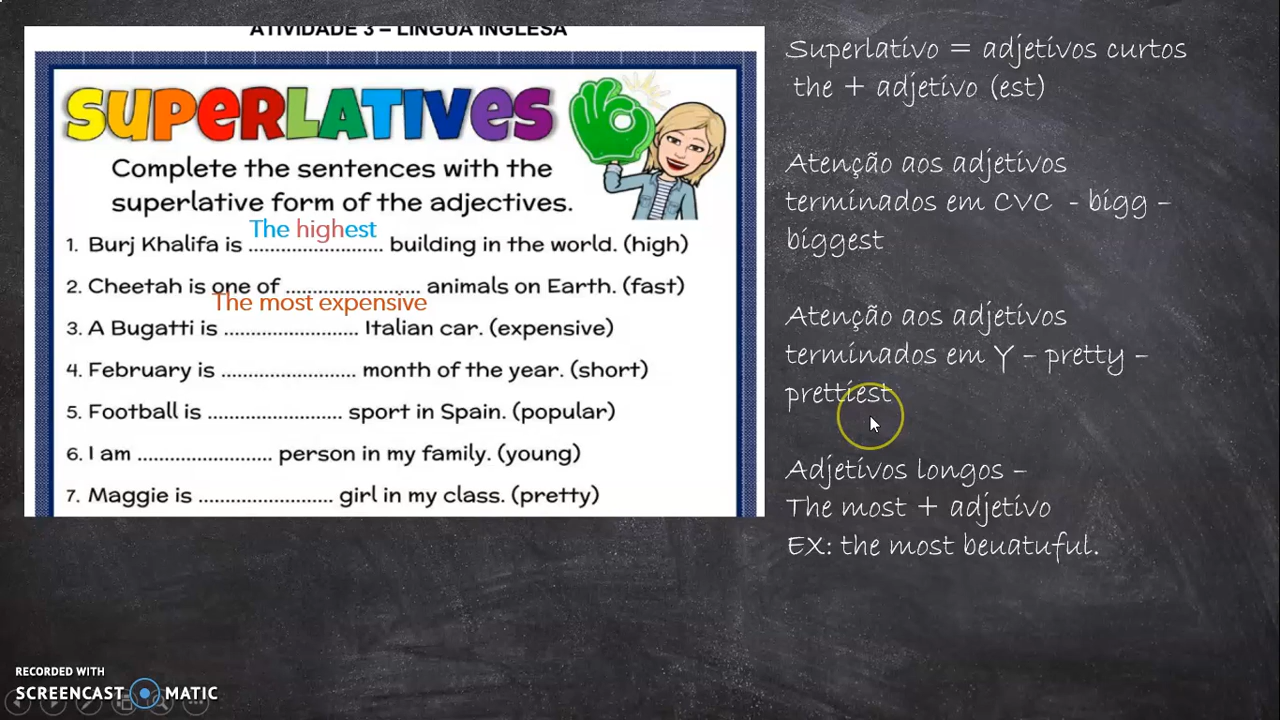 ATIVIDADE 3 – LÍNGUA INGLESA
SUPERLATIVES
Complete the sentences with the
superlative form of the adjectives.
The highest
1. Burj Khalifa is ....................... building in the world. (high)
2. Cheetah is one of ....................... animals on Earth. (fast)
The most expensive
3. A Bugatti is ....................... Italian car. (expensive)
4. February is ....................... month of the year. (short)
5. Football is ....................... sport in Spain. (popular)
6. I am ....................... person in my family. (young)
7. Maggie is ....................... girl in my class. (pretty)
Superlativo = adjetivos curtos
the + adjetivo (est)
Atenção aos adjetivos
terminados em CVC - bigg –
biggest
Atenção aos adjetivos
terminados em Y – pretty –
prettiest
Adjetivos longos –
The most + adjetivo
EX: the most beuatuful.
RECORDED WITH
SCREENCAST MATIC